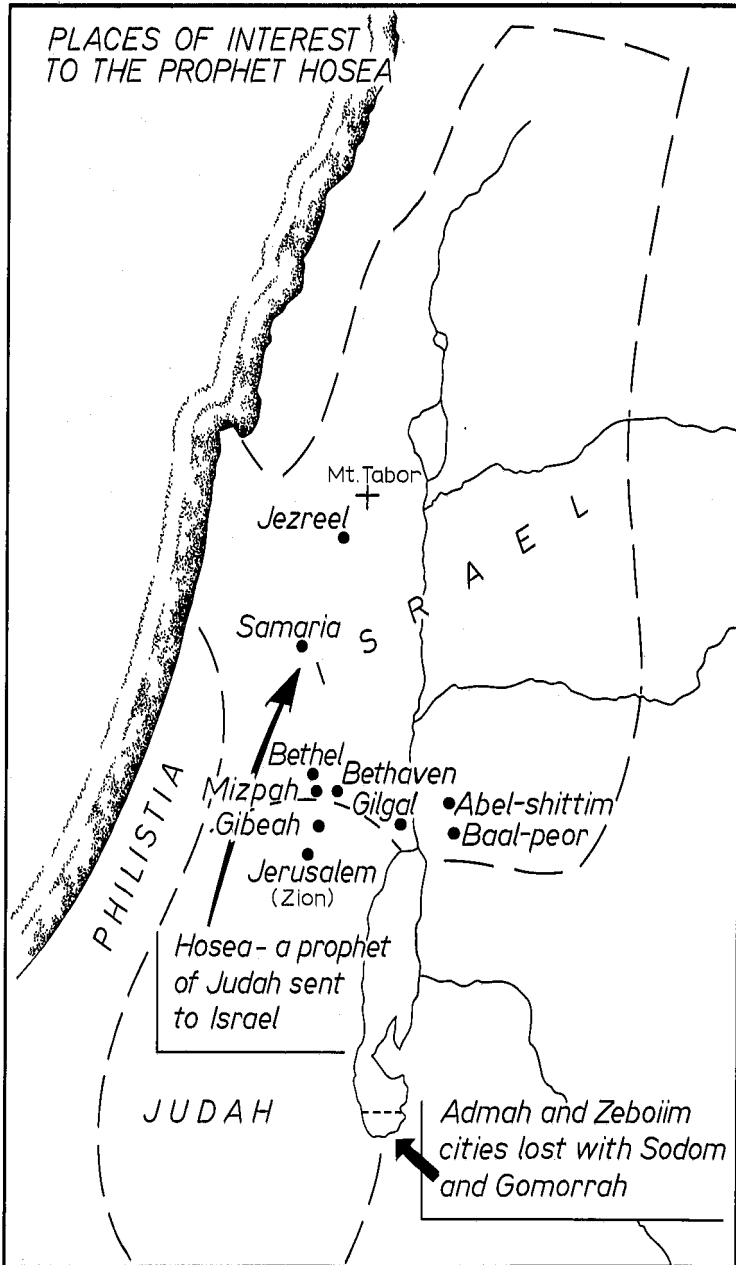 PLACES OF INTEREST
TO THE PROPHET HOSEA
Mt. Tabor
Jezreel
I S R A E L
Samaria
Bethel
Mizpah
Bethaven
Gibeah
Gilgal
Abel-shittim
Baal-peor
Jerusalem
(Zion)
PHILISTIA
Hosea - a prophet
of Judah sent
to Israel
JUDAH
Admah and Zeboiim
cities lost with Sodom
and Gomorrah